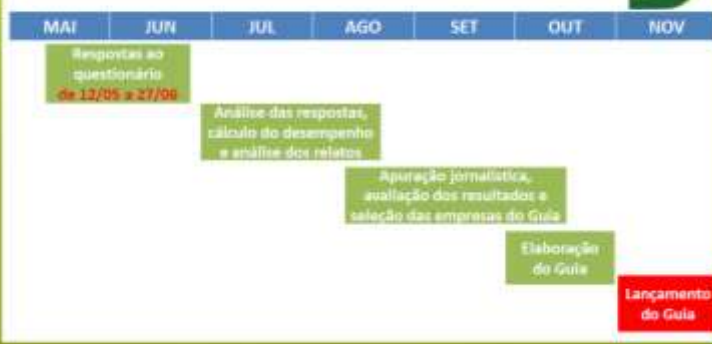 MAI JUN JUL AGO SET OUT NOV
Respostas ao
questionário
de 12/05 a 27/06
Análise das respostas,
cálculo do desempenho
e análise dos relatos
Apuração jornalística,
avaliação dos resultados e
seleção das empresas do Guia
Elaboração
do Guia
Lançamento
do Guia